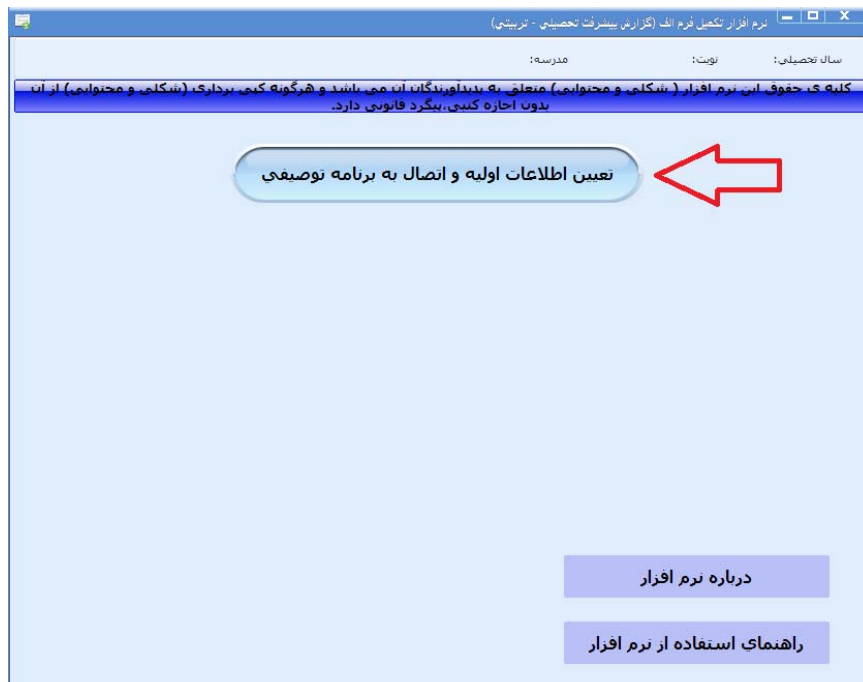 نرم افزار تکمیل فرم الف (گزارش پیشرفت تحصیلی - تربیتی)
سال تحصیلی: نوبت: مدرسه:
کلیه ی حقوق این نرم افزار ( شکلی و محتوایی) متعلق به پدیدآورندگان آن می باشد و هرگونه کپی برداری (شکلی و محتوایی) از آن
بدون اجازه کتبی،پیگرد قانونی دارد.
تعیین اطلاعات اولیه و اتصال به برنامه توصیفي
درباره نرم افزار
راهنماي استفاده از نرم افزار